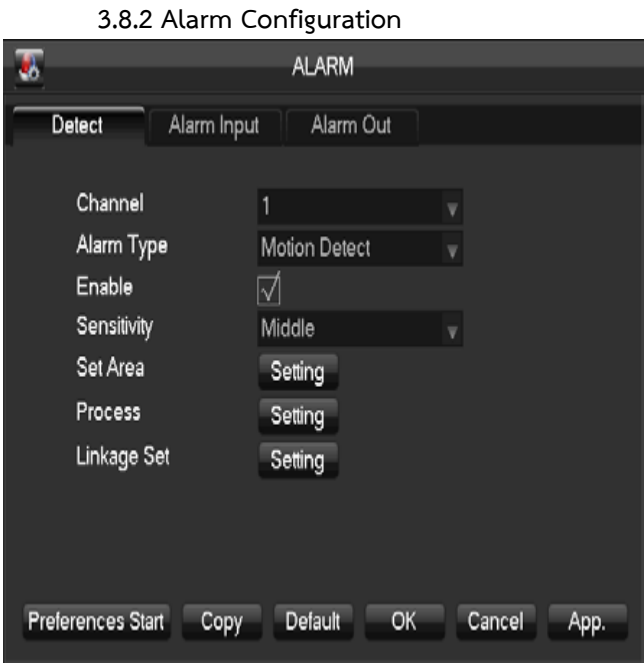 3.8.2 Alarm Configuration
ALARM
Detect Alarm Input Alarm Out
Channel 1
Alarm Type Motion Detect
Enable
Sensitivity Middle
Set Area Setting
Process Setting
Linkage Set Setting
Preferences Start Copy Default OK Cancel App.